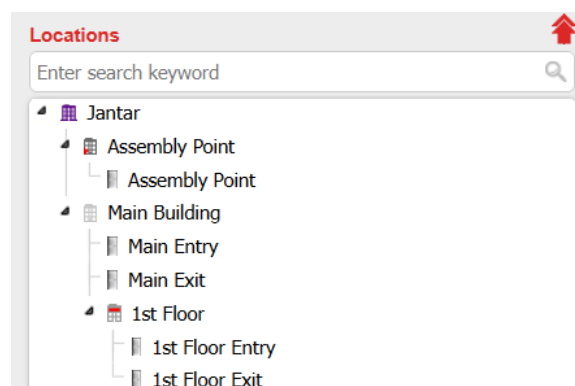 Locations
Enter search keyword
Jantar
Assembly Point
Assembly Point
Main Building
Main Entry
Main Exit
1st Floor
1st Floor Entry
1st Floor Exit